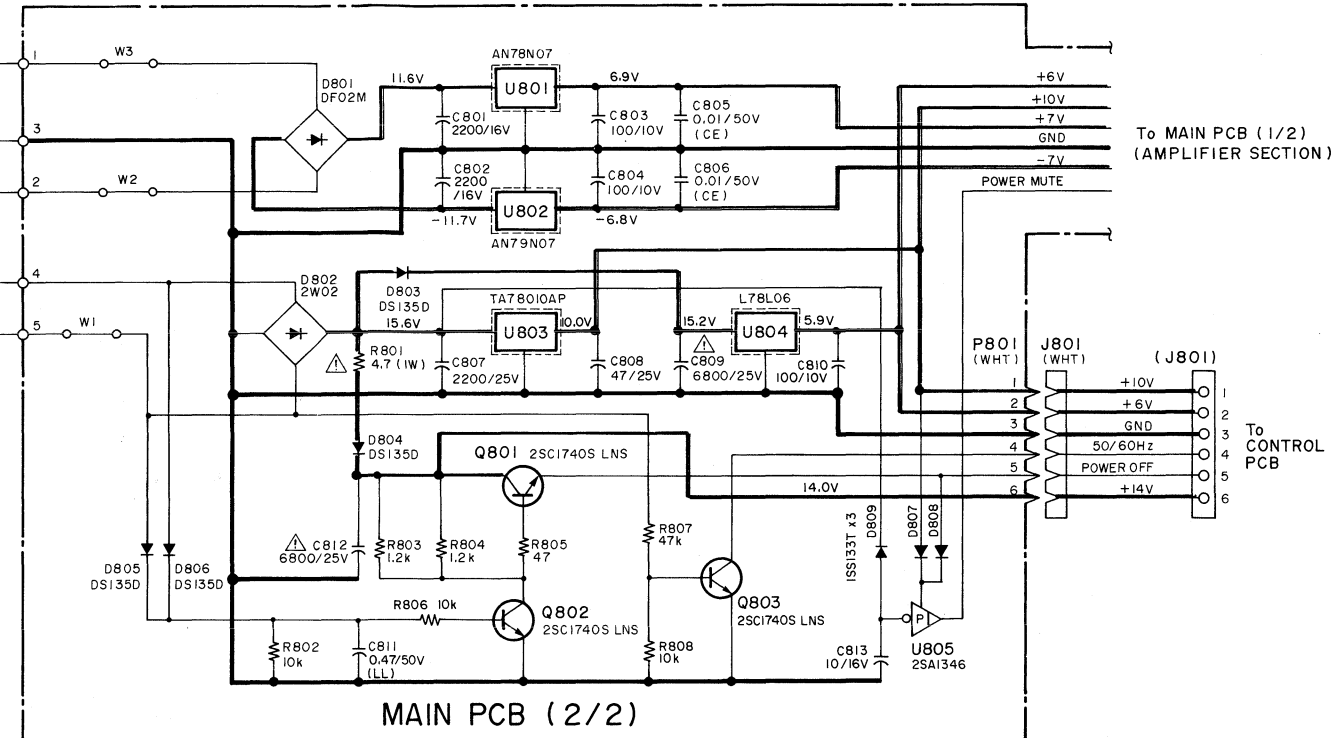 1
W3
3
2
W2
D801
DF02M
11.6V
AN78N07
U801
6.9V
C801
2200/16V
C803
100/10V
C805
0.01/50V
(CE)
C802
2200
/16V
C804
100/10V
C806
0.01/50V
(CE)
-11.7V
U802
AN79N07
-6.8V
+6V
+10V
+7V
GND
-7V
POWER MUTE
To MAIN PCB (1/2)
(AMPLIFIER SECTION)
4
5
W1
D802
2W02
D803
DS135D
15.6V
TA78010AP
U803
10.0V
15.2V
L78L06
U804
5.9V
R801
4.7 (1W)
C807
2200/25V
C808
47/25V
C809
6800/25V
C810
100/10V
P801
(WHT)
J801
(WHT)
(J801)
1
2
3
4
5
6
+10V
+6V
GND
50/60Hz
POWER OFF
+14V
1
2
3
4
5
6
To
CONTROL
PCB
D804
DS135D
Q801 2SC1740S LNS
14.0V
C812
6800/25V
R803
1.2k
R804
1.2k
R805
47
R807
47k
1SS133T x3
D809
D807
D808
D805
DS135D
D806
DS135D
R806 10k
Q802
2SC1740S LNS
Q803
2SC1740S LNS
R802
10k
C811
0.47/50V
(LL)
R808
10k
C813
10/16V
P1
U805
2SA1346
MAIN PCB (2/2)